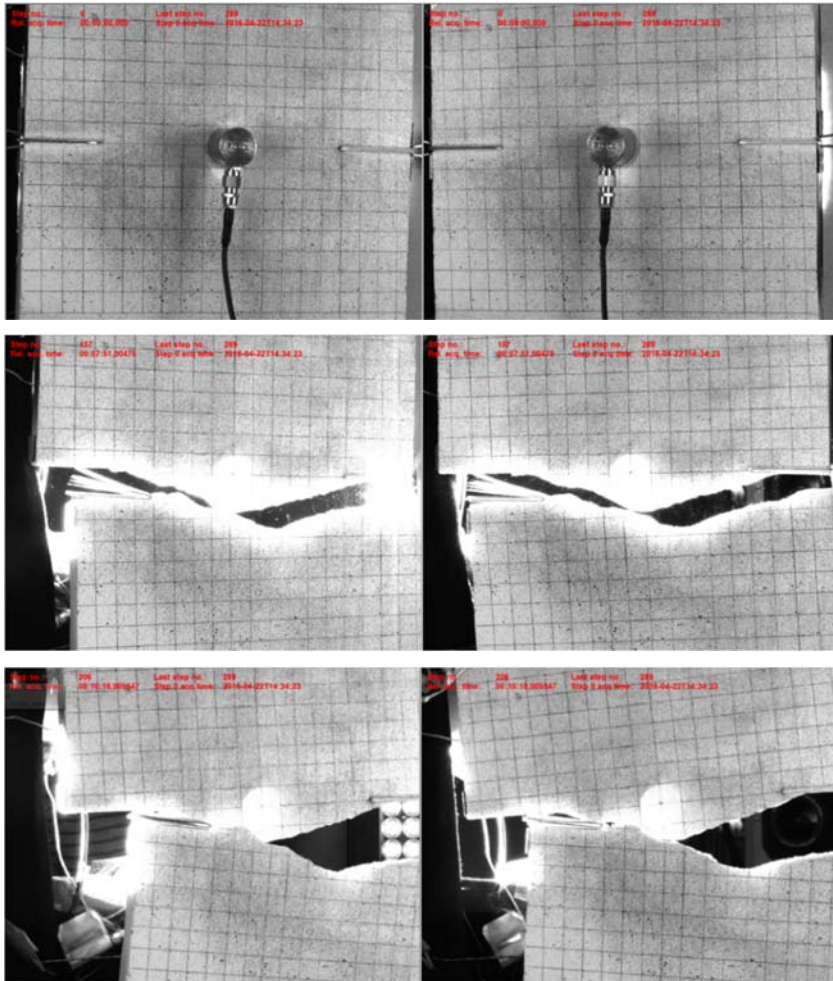 Step no.: 0 Last step no.: 289
Rel. acq. time: 00:00:00,000 Step 0 acq time: 2016-04-22T14:34:23
Step no.: 0 Last step no.: 289
Rel. acq. time: 00:00:00,000 Step 0 acq time: 2016-04-22T14:34:23
Step no.: Last step no.: 289
Rel. acq. time: Step 0 acq time: 2016-04-22T14:34:23
Step no.: Last step no.: 289
Rel. acq. time: Step 0 acq time: 2016-04-22T14:34:23
Step no.: 206 Last step no.: 289
Rel. acq. time: Step 0 acq time: 2016-04-22T14:34:23
Step no.: 206 Last step no.: 289
Rel. acq. time: Step 0 acq time: 2016-04-22T14:34:23